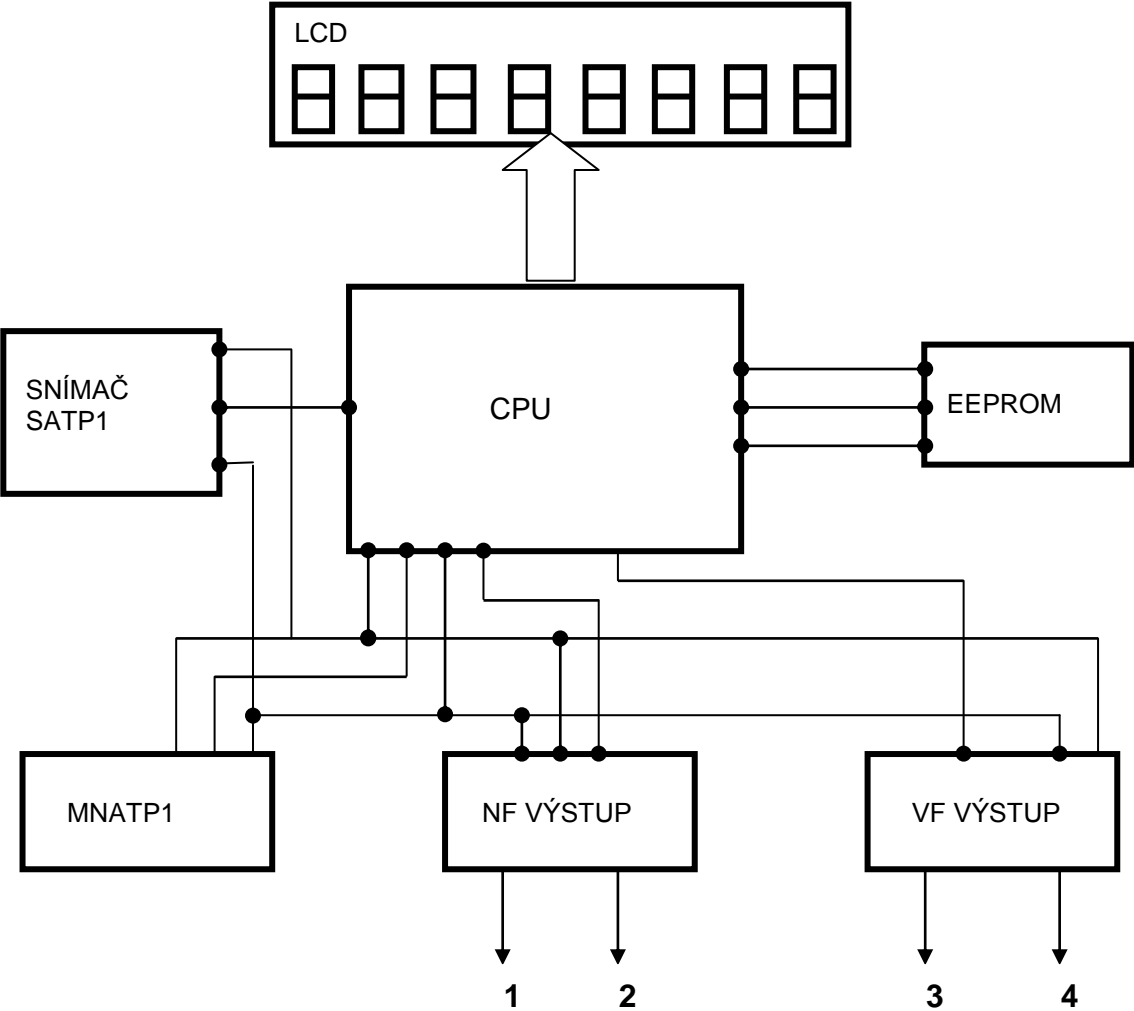 LCD
SNÍMAČ
SATP1
CPU
EEPROM
MNATP1
NF VÝSTUP
VF VÝSTUP
1
2
3
4